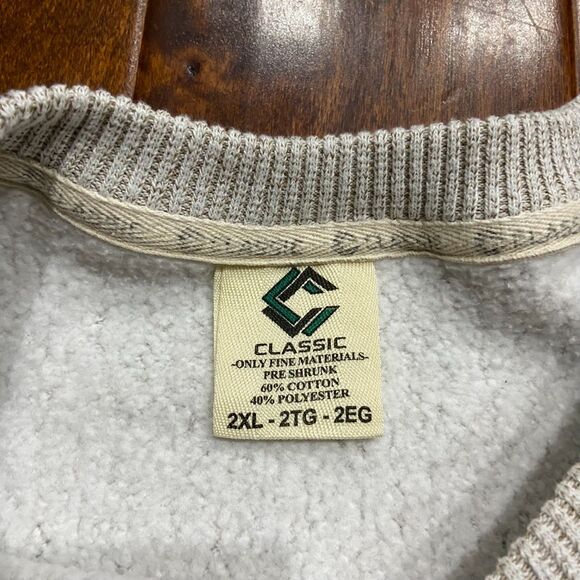 CLASSIC
-ONLY FINE MATERIALS-
PRE SHRUNK
60% COTTON
40% POLYESTER
2XL - 2TG - 2EG